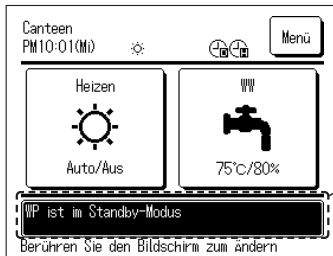 Canteen
PM10:01(Mi)
Menü
Heizen
WW
Auto/Aus
75°C/80%
WP ist im Standby-Modus
Berühren Sie den Bildschirm zum Ändern